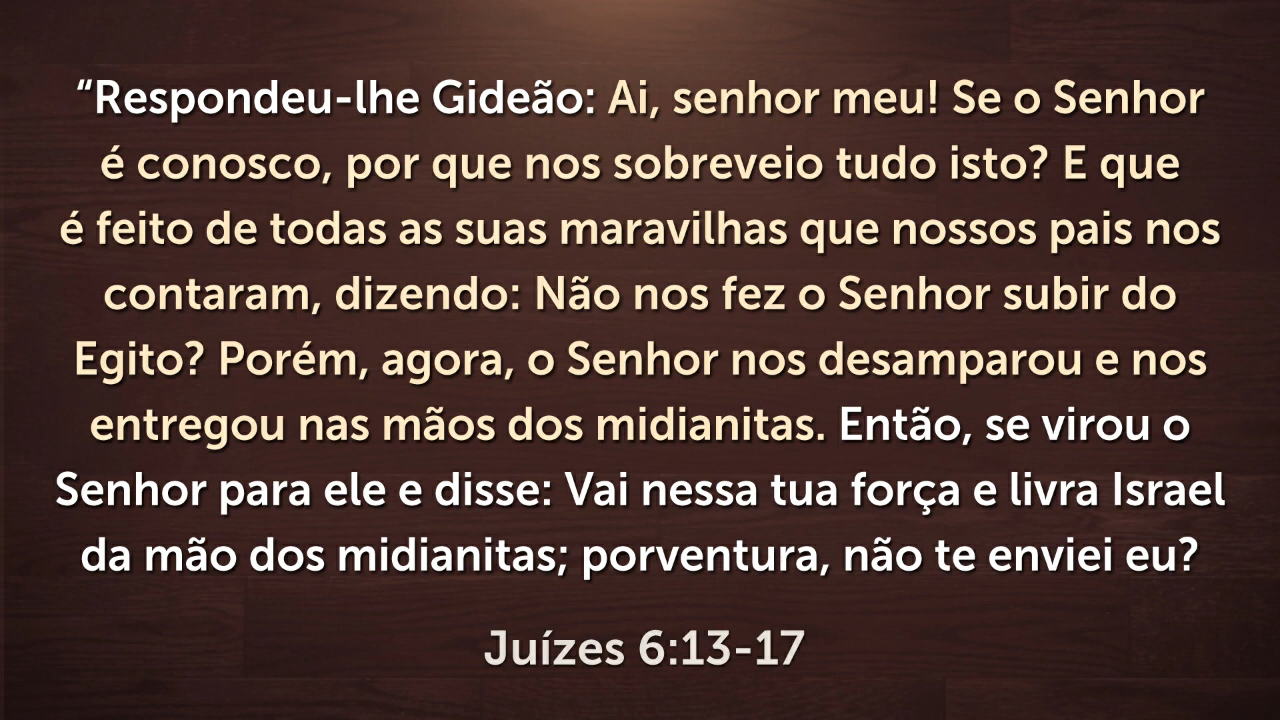 “Respondeu-lhe Gideão: Ai, senhor meu! Se o Senhor
é conosco, por que nos sobreveio tudo isto? E que
é feito de todas as suas maravilhas que nossos pais nos
contaram, dizendo: Não nos fez o Senhor subir do
Egito? Porém, agora, o Senhor nos desamparou e nos
entregou nas mãos dos midianitas. Então, se virou o
Senhor para ele e disse: Vai nessa tua força e livra Israel
da mão dos midianitas; porventura, não te enviei eu?
Juízes 6:13-17